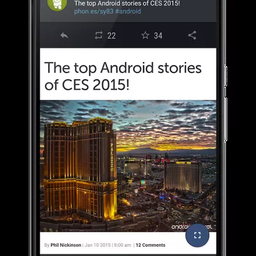 The top Android stories of CES 2015!
phon.es/sy83 #android
22
34
The top Android stories
of CES 2015!
By Phil Nickinson | Jan 10 2015 | 6:00 am | 12 Comments